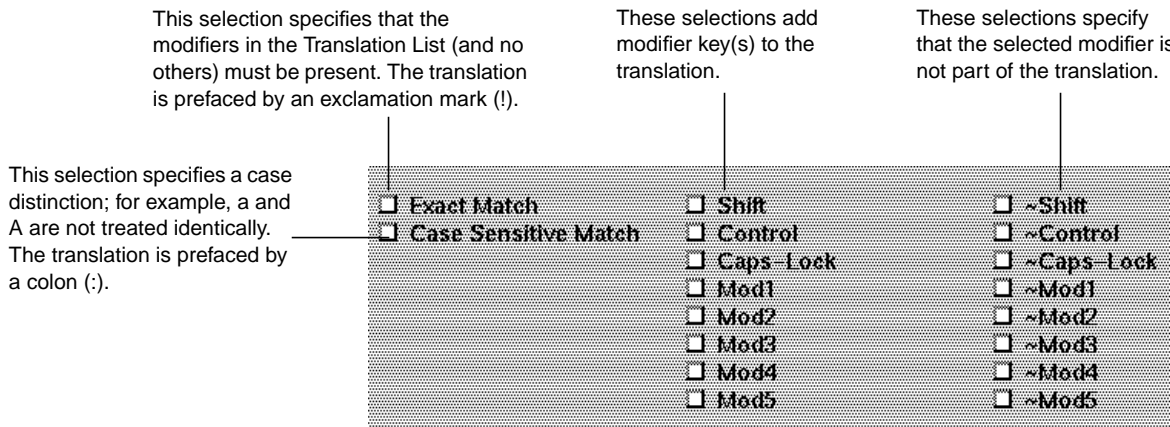 This selection specifies that the
modifiers in the Translation List (and no
others) must be present. The translation
is prefaced by an exclamation mark (!).
These selections add
modifier key(s) to the
translation.
These selections specify
that the selected modifier is
not part of the translation.
This selection specifies a case
distinction; for example, a and
A are not treated identically.
The translation is prefaced by
a colon (:).
Exact Match
Case Sensitive Match
Shift
Control
Caps-Lock
Mod1
Mod2
Mod3
Mod4
Mod5
~Shift
~Control
~Caps-Lock
~Mod1
~Mod2
~Mod3
~Mod4
~Mod5